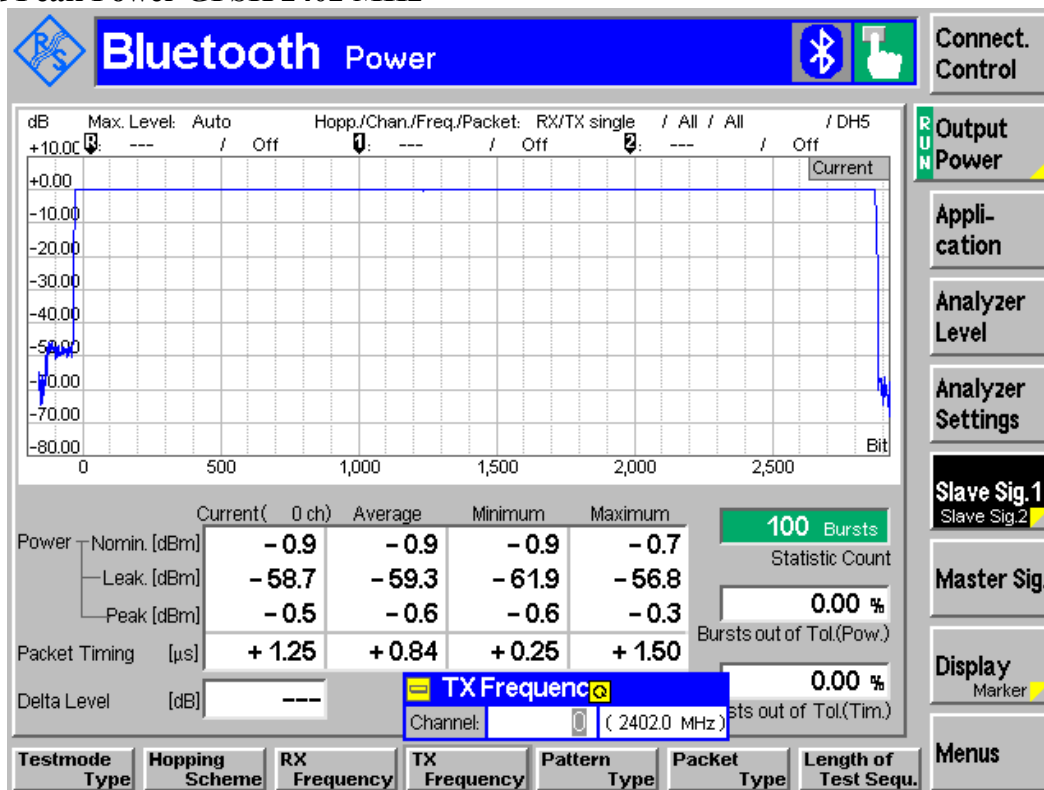 R&S Bluetooth Power
Connect. Control
dB Max. Level: Auto Hopp./Chan./Freq./Packet: RX/TX single / All / All / DH5
R: --- / Off 1: --- / Off 2: --- / Off
Current
+0.00
-10.00
-20.00
-30.00
-40.00
-70.00
-80.00
Bit
0 500 1,000 1,500 2,000 2,500
RUN
Output Power
Appli-
cation
Analyzer
Level
Analyzer
Settings
Slave Sig.1
Slave Sig.2
Master Sig.
Display
Marker
Menus
Current( 0 ch) Average Minimum Maximum
Power Nomin. [dBm] - 0.9 - 0.9 - 0.9 - 0.7
Leak. [dBm] - 58.7 - 59.3 - 61.9 - 56.8
Peak [dBm] - 0.5 - 0.6 - 0.6 - 0.3
Packet Timing [µs] + 1.25 + 0.84 + 0.25 + 1.50
Delta Level [dB] ---
100 Bursts
Statistic Count
0.00 %
Bursts out of Tol.(Pow.)
0.00 %
sts out of Tol.(Tim.)
TX Frequenc
Channel: 0 ( 2402.0 MHz )
Testmode Type
Hopping Scheme
RX Frequency
TX Frequency
Pattern Type
Packet Type
Length of Test Sequ.